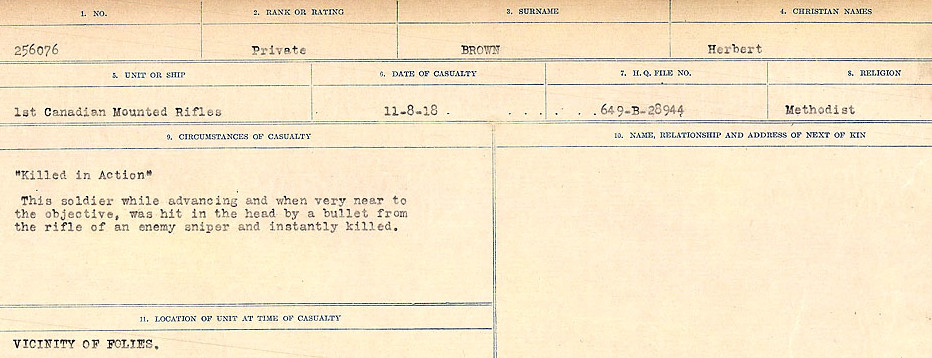 1. NO. 2. RANK OR RATING 3. SURNAME 4. CHRISTIAN NAMES
256076 Private BROWN Herbert
5. UNIT OR SHIP 6. DATE OF CASUALTY 7. H.Q. FILE NO. 8. RELIGION
1st Canadian Mounted Rifles 11-8-18 . . . . . . 649-B-28944 Methodist
9. CIRCUMSTANCES OF CASUALTY 10. NAME, RELATIONSHIP AND ADDRESS OF NEXT OF KIN
"Killed in Action"
This soldier while advancing and when very near to
the objective, was hit in the head by a bullet from
the rifle of an enemy sniper and instantly killed.
11. LOCATION OF UNIT AT TIME OF CASUALTY
VICINITY OF FOLIES.